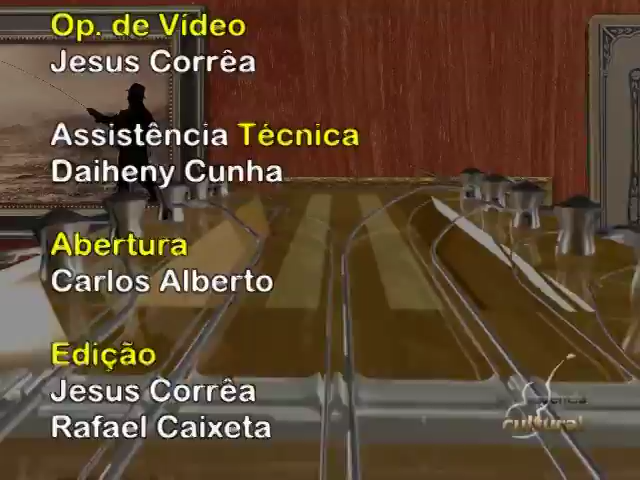 Op. de Vídeo
Jesus Corrêa
Assistência Técnica
Daiheny Cunha
Abertura
Carlos Alberto
Edição
Jesus Corrêa
Rafael Caixeta
cultural